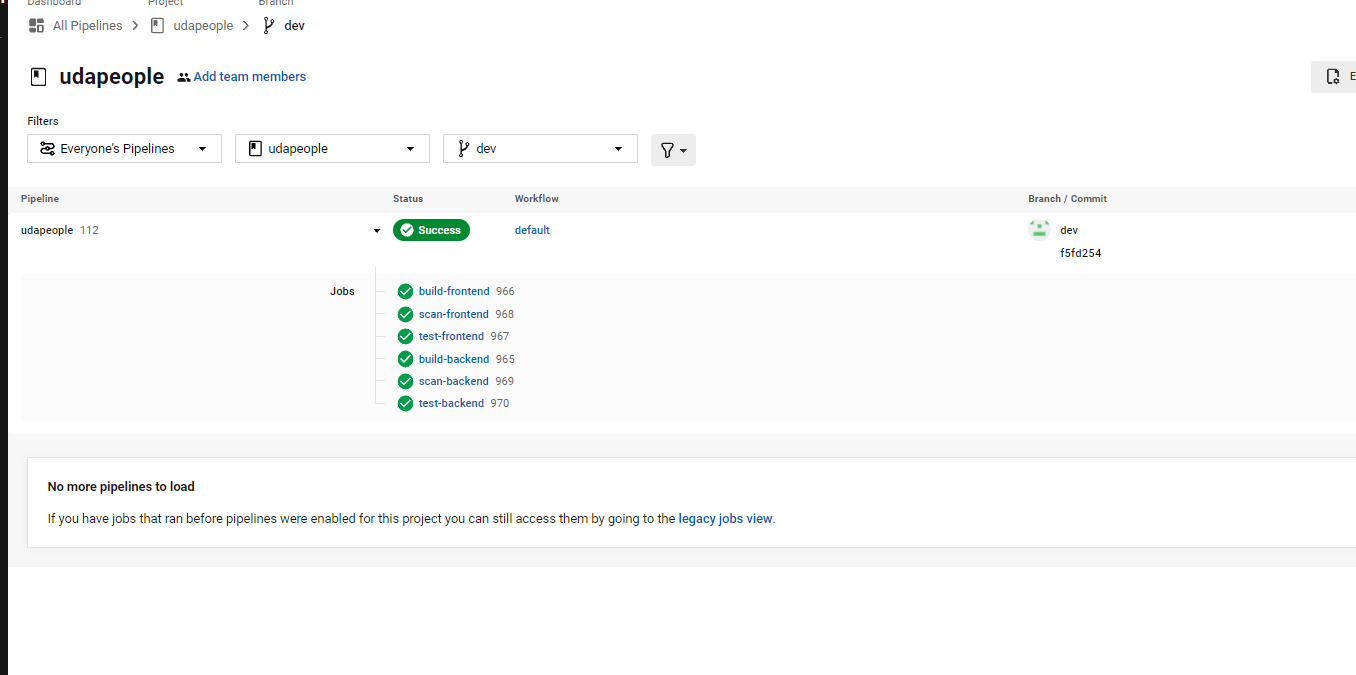 Dashboard Project Branch
All Pipelines udapeople dev
udapeople Add team members
Filters
Everyone's Pipelines udapeople dev
Pipeline Status Workflow Branch / Commit
udapeople 112 Success default dev
f5fd254
Jobs build-frontend 966
scan-frontend 968
test-frontend 967
build-backend 965
scan-backend 969
test-backend 970
No more pipelines to load
If you have jobs that ran before pipelines were enabled for this project you can still access them by going to the legacy jobs view.